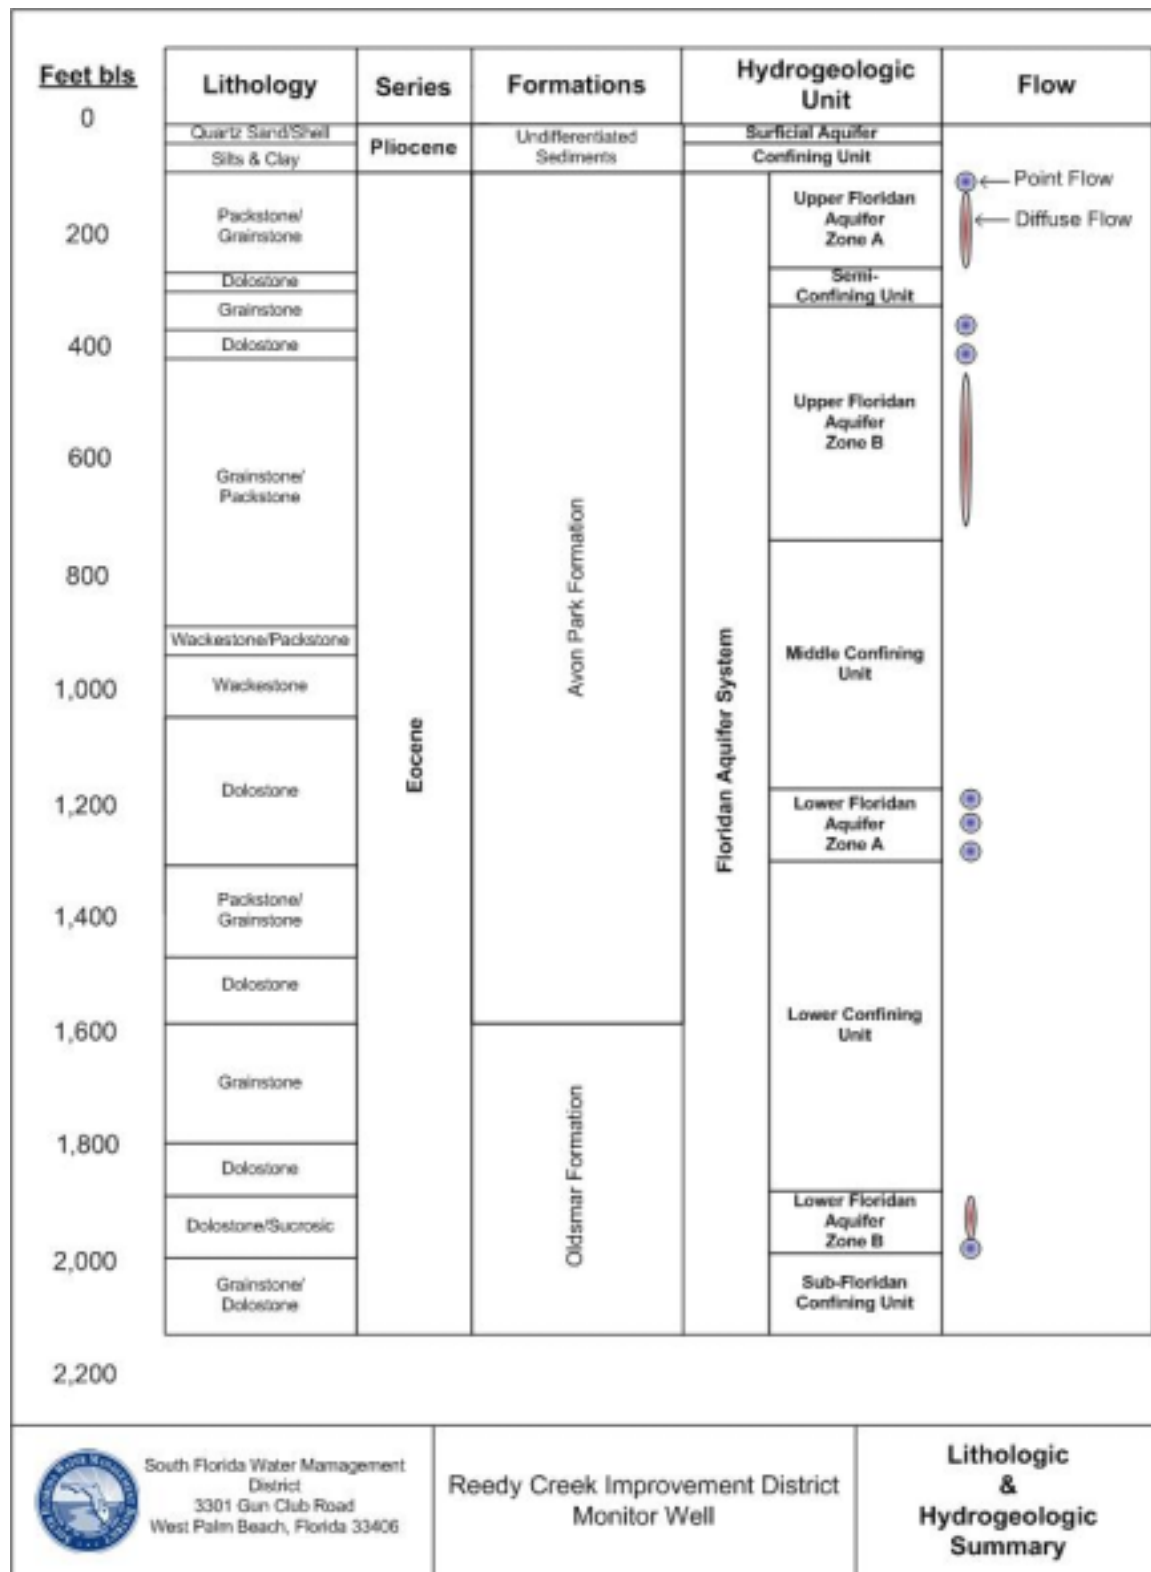 Feet bls
Lithology
Series
Formations
Hydrogeologic
Unit
Flow
0
200
400
600
800
1,000
1,200
1,400
1,600
1,800
2,000
2,200
Quartz Sand/Shell
Silts & Clay
Packstone/
Grainstone
Dolostone
Grainstone
Dolostone
Grainstone/
Packstone
Wackestone/Packstone
Wackestone
Dolostone
Packstone/
Grainstone
Dolostone
Grainstone
Dolostone
Dolostone/Sucrosic
Grainstone/
Dolostone
Pliocene
Eocene
Undifferentiated
Sediments
Avon Park Formation
Oldsmar Formation
Surficial Aquifer
Confining Unit
Floridan Aquifer System
Upper Floridan
Aquifer
Zone A
Semi-
Confining Unit
Upper Floridan
Aquifer
Zone B
Middle Confining
Unit
Lower Floridan
Aquifer
Zone A
Lower Confining
Unit
Lower Floridan
Aquifer
Zone B
Sub-Floridan
Confining Unit
Point Flow
Diffuse Flow
South Florida Water Mamagement
District
3301 Gun Club Road
West Palm Beach, Florida 33406
Reedy Creek Improvement District
Monitor Well
Lithologic
&
Hydrogeologic
Summary